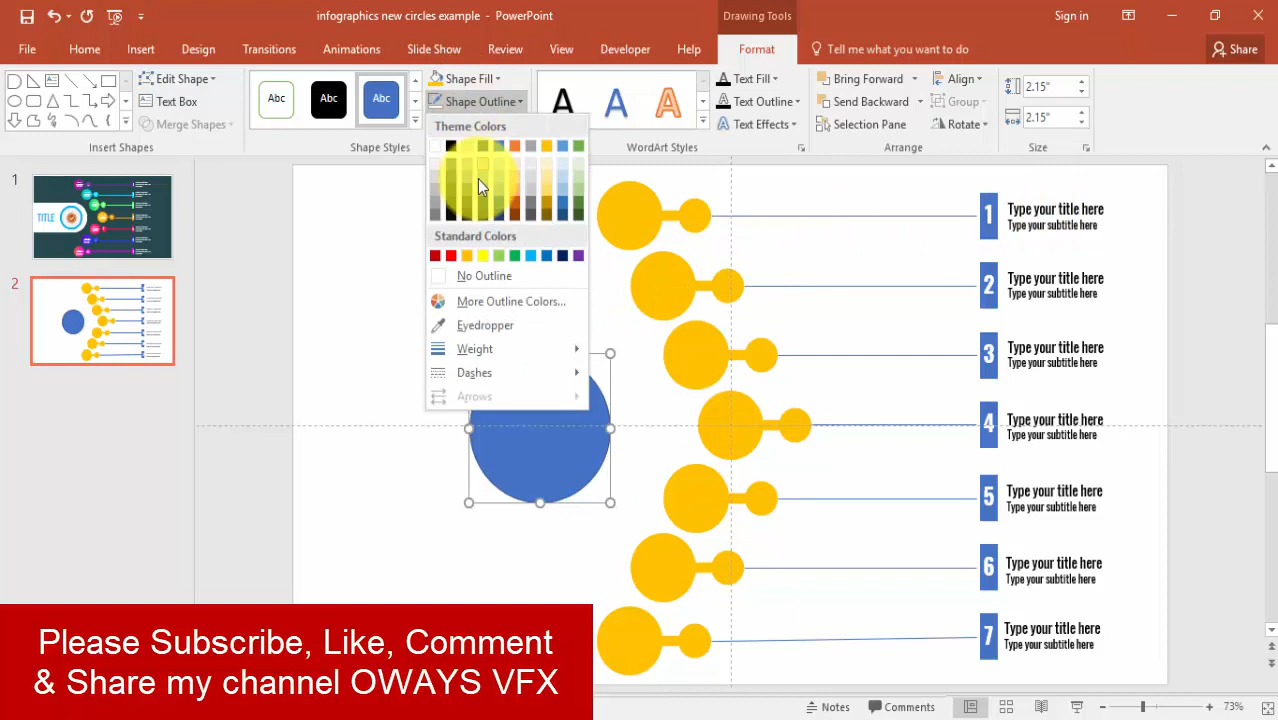 infographics new circles example - PowerPoint
Drawing Tools
Sign in
File Home Insert Design Transitions Animations Slide Show Review View Developer Help Format Tell me what you want to do Share
Edit Shape
Text Box
Merge Shapes
Insert Shapes
Abc Abc Abc
Shape Styles
Shape Fill
Shape Outline
A A A
WordArt Styles
Text Fill
Text Outline
Text Effects
Bring Forward
Send Backward
Selection Pane
Align
Group
Rotate
Arrange
2.15"
2.15"
Size
Theme Colors
Standard Colors
No Outline
More Outline Colors...
Eyedropper
Weight
Dashes
Arrows
1
TITLE
2
1 Type your title here
Type your subtitle here
2 Type your title here
Type your subtitle here
3 Type your title here
Type your subtitle here
4 Type your title here
Type your subtitle here
5 Type your title here
Type your subtitle here
6 Type your title here
Type your subtitle here
7 Type your title here
Type your subtitle here
Please Subscribe, Like, Comment
& Share my channel OWAYS VFX
Notes Comments 73%